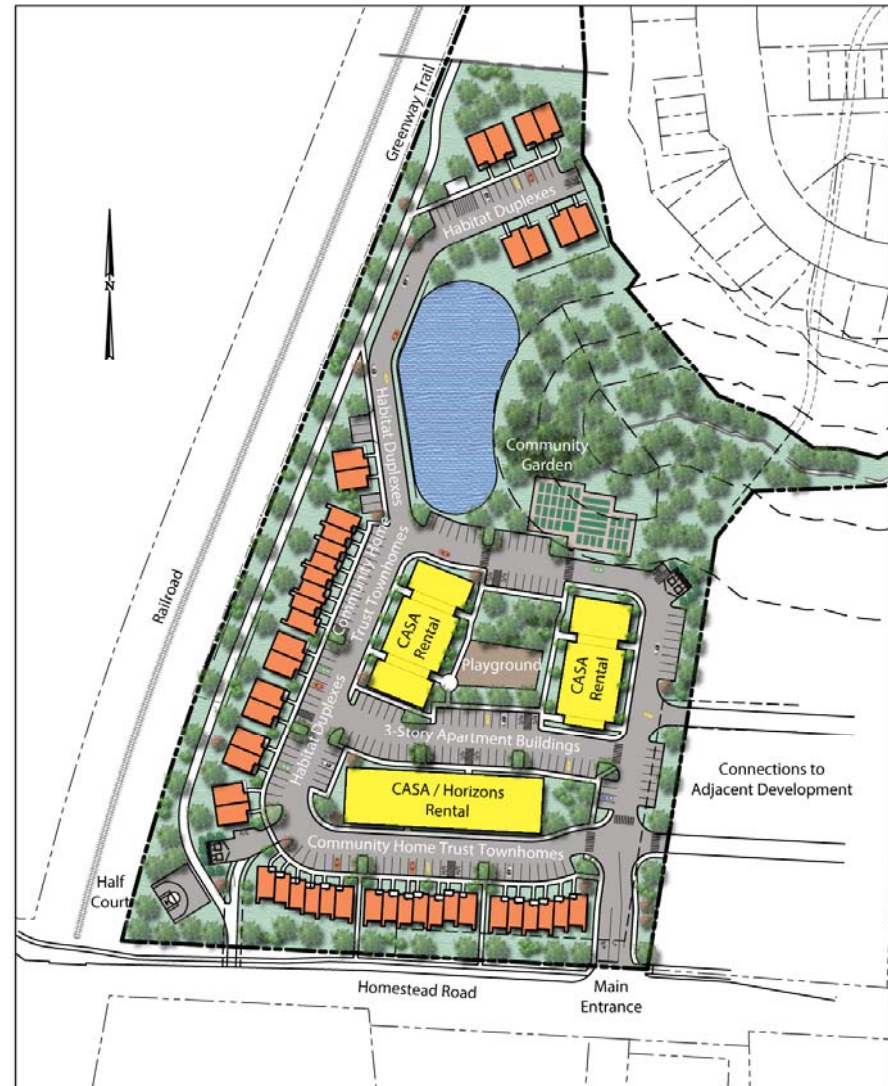 Greenway Trail
Habitat Duplexes
N
Habitat Duplexes
Community
Garden
Community Home
Trust Townhomes
Railroad
CASA
Rental
Playground
CASA
Rental
Habitat Duplexes
3-Story Apartment Buildings
Connections to
Adjacent Development
CASA / Horizons
Rental
Community Home Trust Townhomes
Half
Court
Homestead Road
Main
Entrance